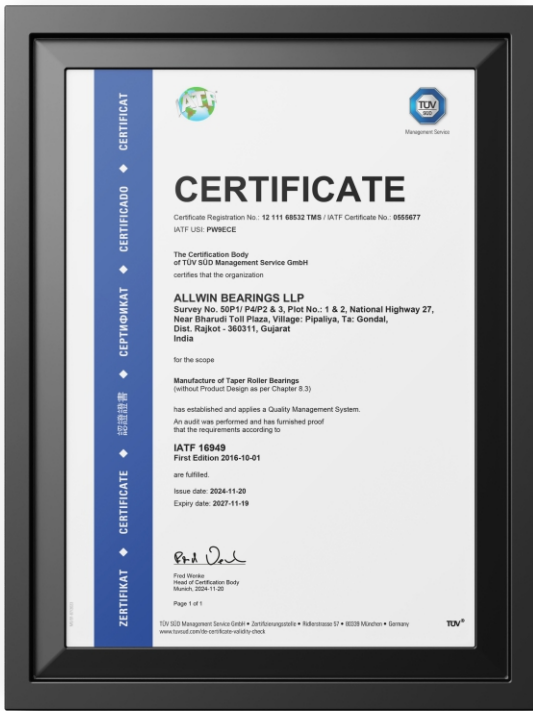 IATF
TÜV
SÜD
Management Service
CERTIFICATE
Certificate Registration No.: 12 111 68532 TMS / IATF Certificate No.: 0555677
IATF USI: PW9ECE
The Certification Body
of TÜV SÜD Management Service GmbH
certifies that the organization
ALLWIN BEARINGS LLP
Survey No. 50P1/ P4/P2 & 3, Plot No.: 1 & 2, National Highway 27,
Near Bharudi Toll Plaza, Village: Pipaliya, Ta: Gondal,
Dist. Rajkot - 360311, Gujarat
India
for the scope
Manufacture of Taper Roller Bearings
(without Product Design as per Chapter 8.3)
has established and applies a Quality Management System.
An audit was performed and has furnished proof
that the requirements according to
IATF 16949
First Edition 2016-10-01
are fulfilled.
Issue date: 2024-11-20
Expiry date: 2027-11-19
Fred Wenke
Head of Certification Body
Munich, 2024-11-20
Page 1 of 1
TÜV SÜD Management Service GmbH • Zertifizierungsstelle • Ridlerstrasse 57 • 80339 München • Germany
www.tuvsud.com/de-certificate-validity-check
TÜV®
ZERTIFIKAT ◆ CERTIFICATE ◆ 認證證書 ◆ СЕРТИФИКАТ ◆ CERTIFICADO ◆ CERTIFICAT